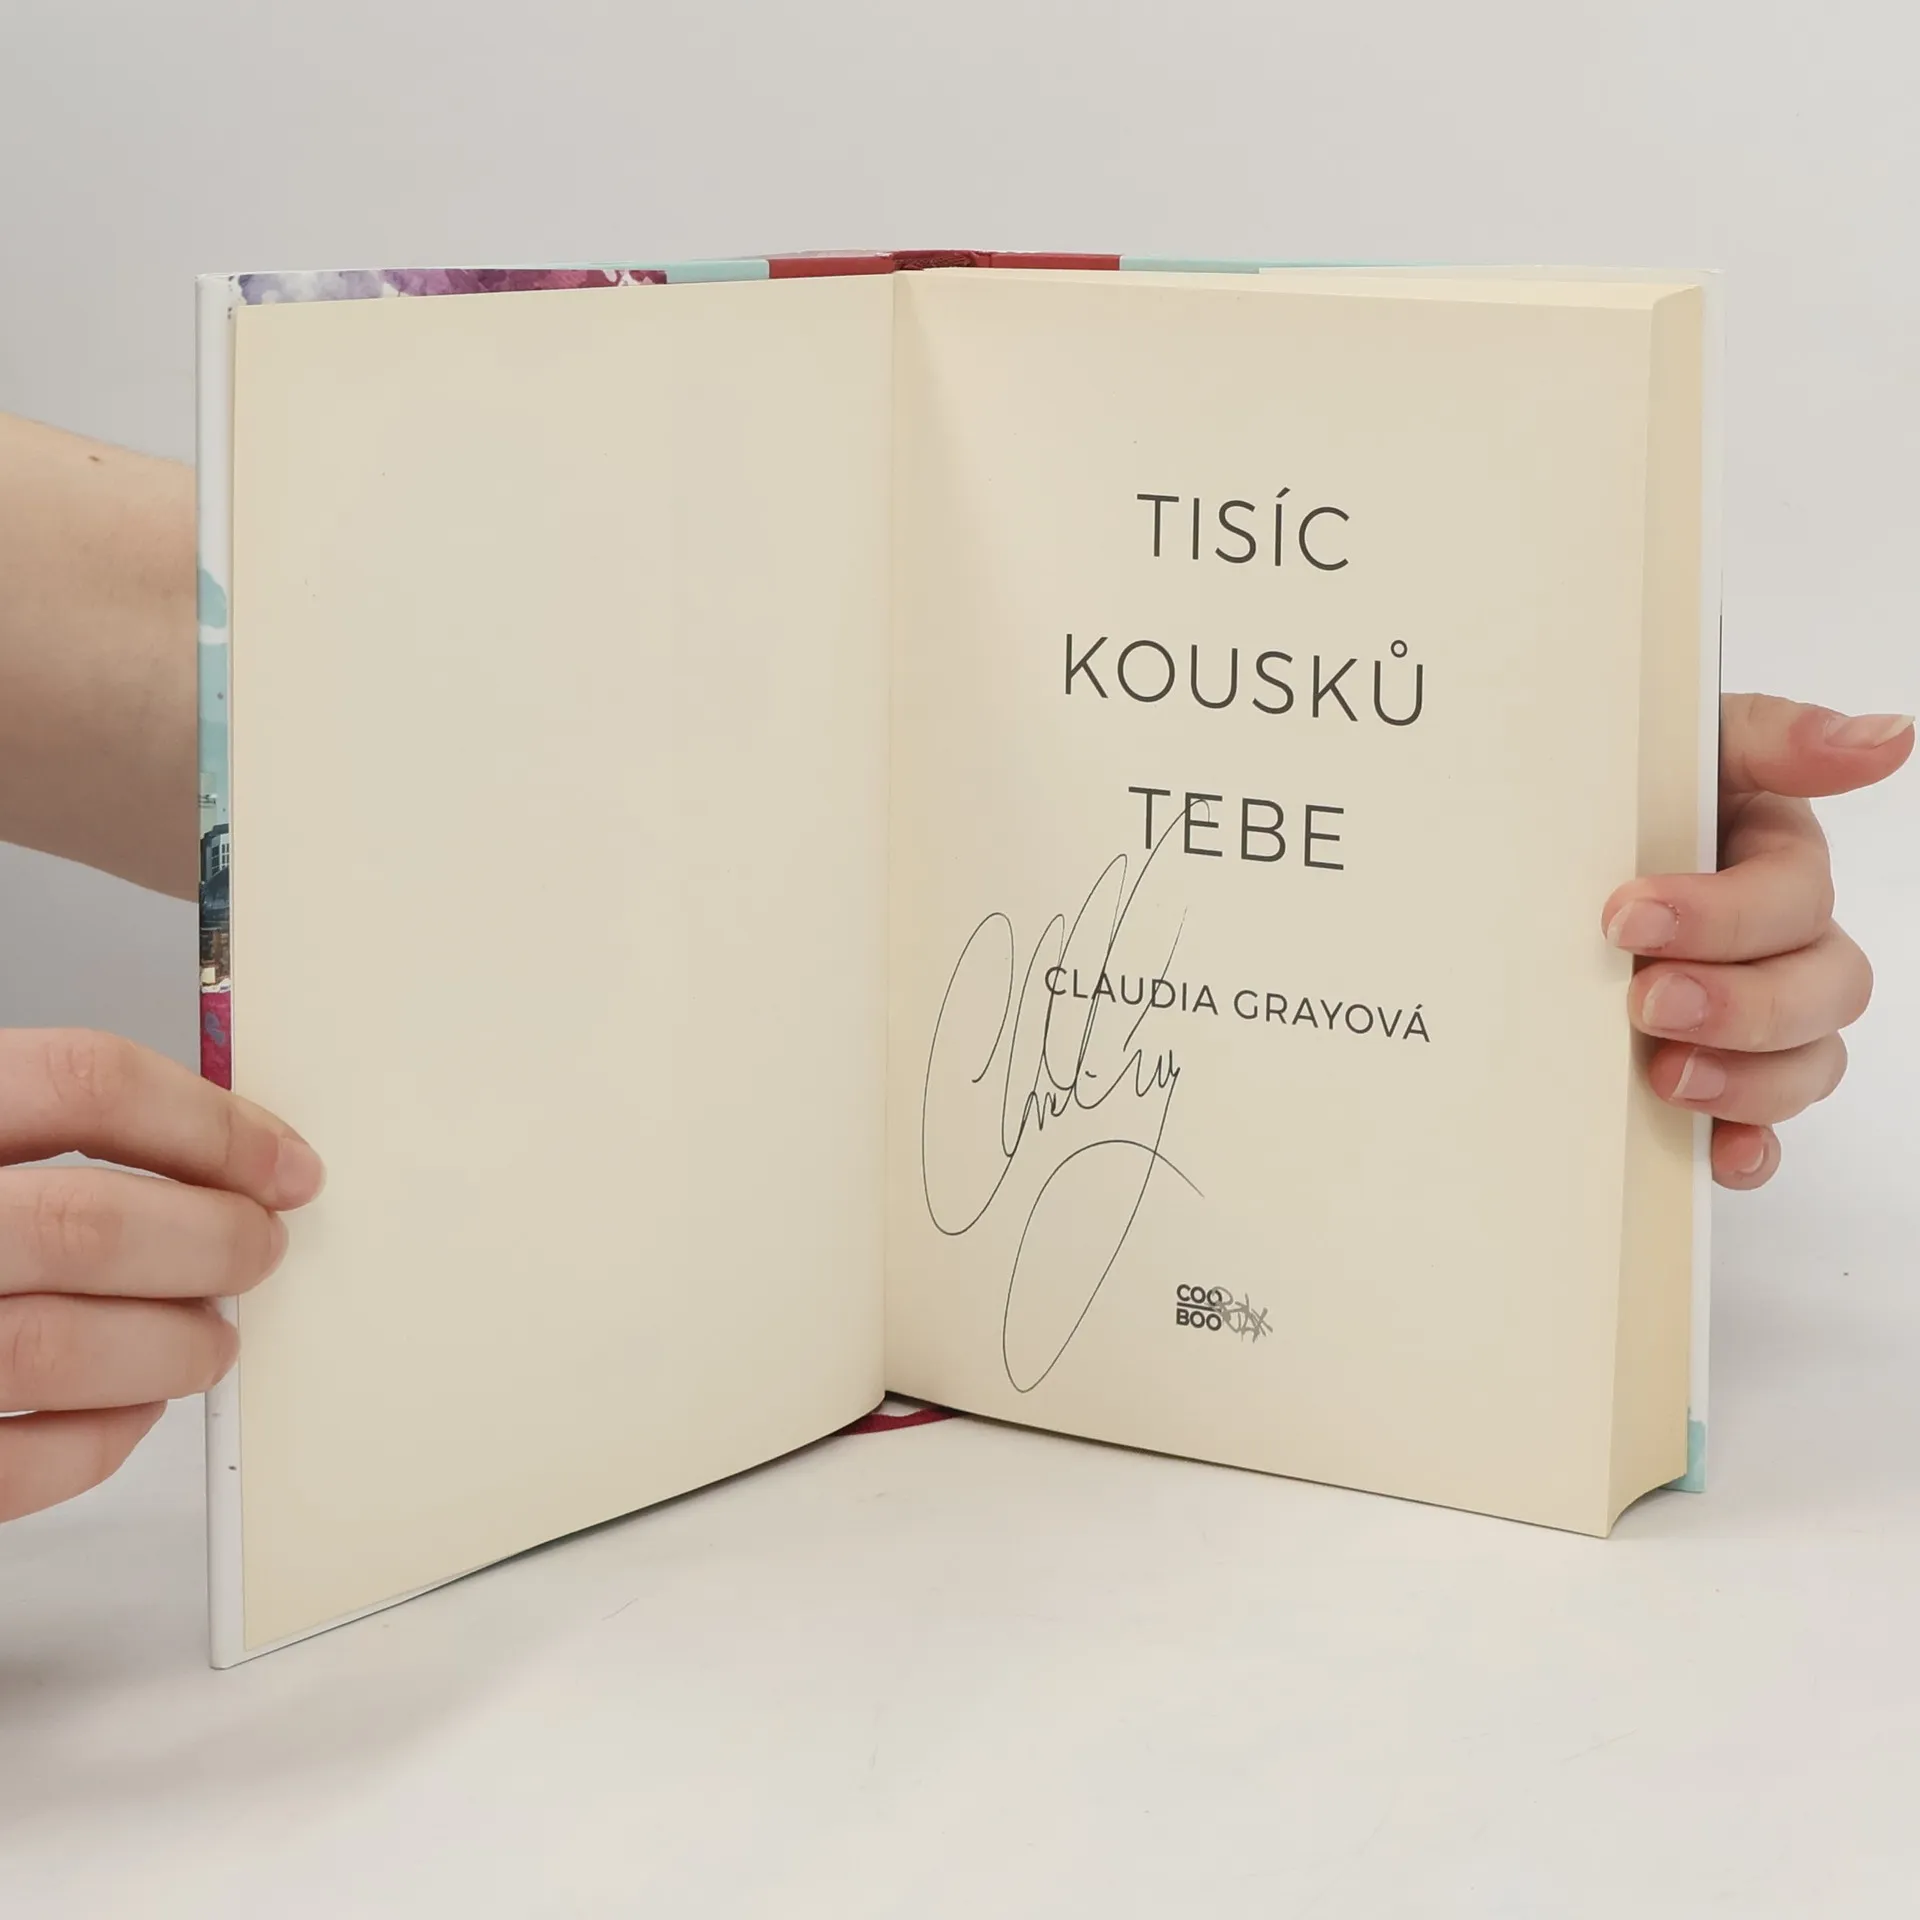 TISÍC
KOUSKŮ
TEBE
CLAUDIA GRAYOVÁ
COO
BOO